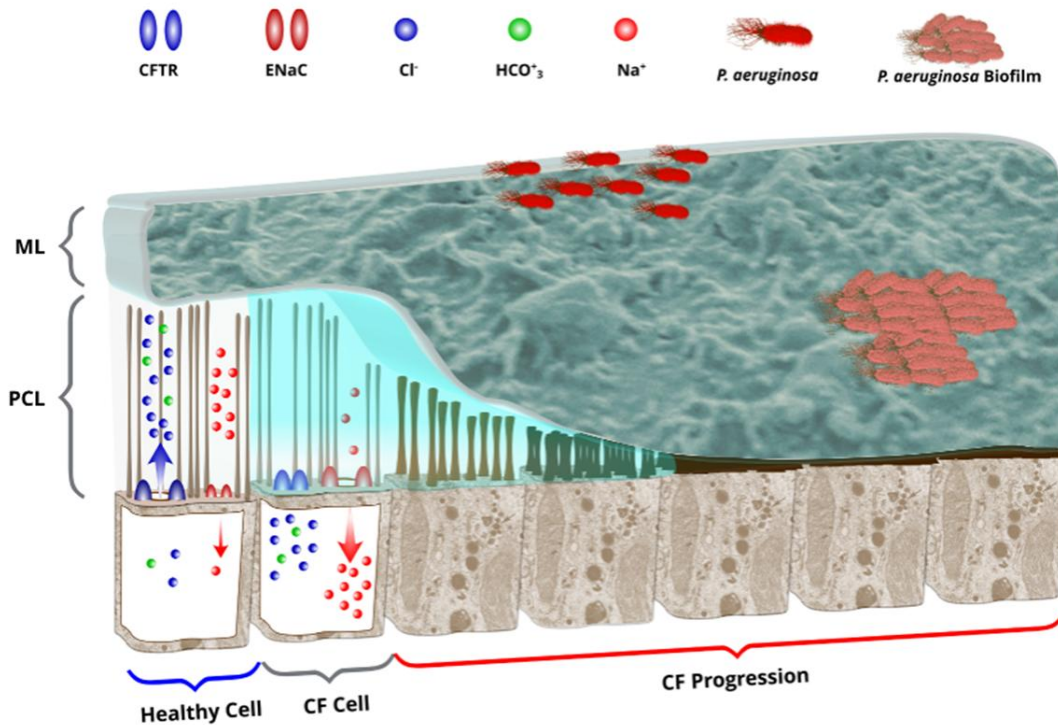 CFTR
ENaC
Cl⁻
HCO⁺₃
Na⁺
P. aeruginosa
P. aeruginosa Biofilm
ML
PCL
Healthy Cell
CF Cell
CF Progression